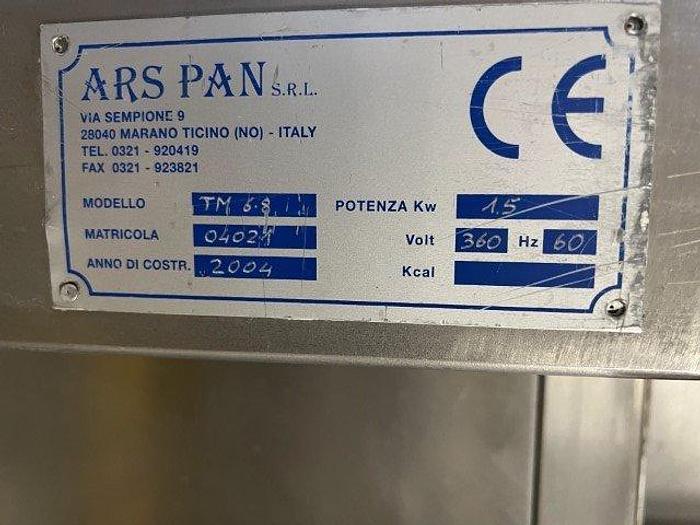 ARS PAN S.R.L.
CE
VIA SEMPIONE 9
28040 MARANO TICINO (NO) - ITALY
TEL. 0321 - 920419
FAX 0321 - 923821
MODELLO TM 6.8 POTENZA Kw 1.5
MATRICOLA 04021 Volt 360 Hz 60
ANNO DI COSTR. 2004 Kcal